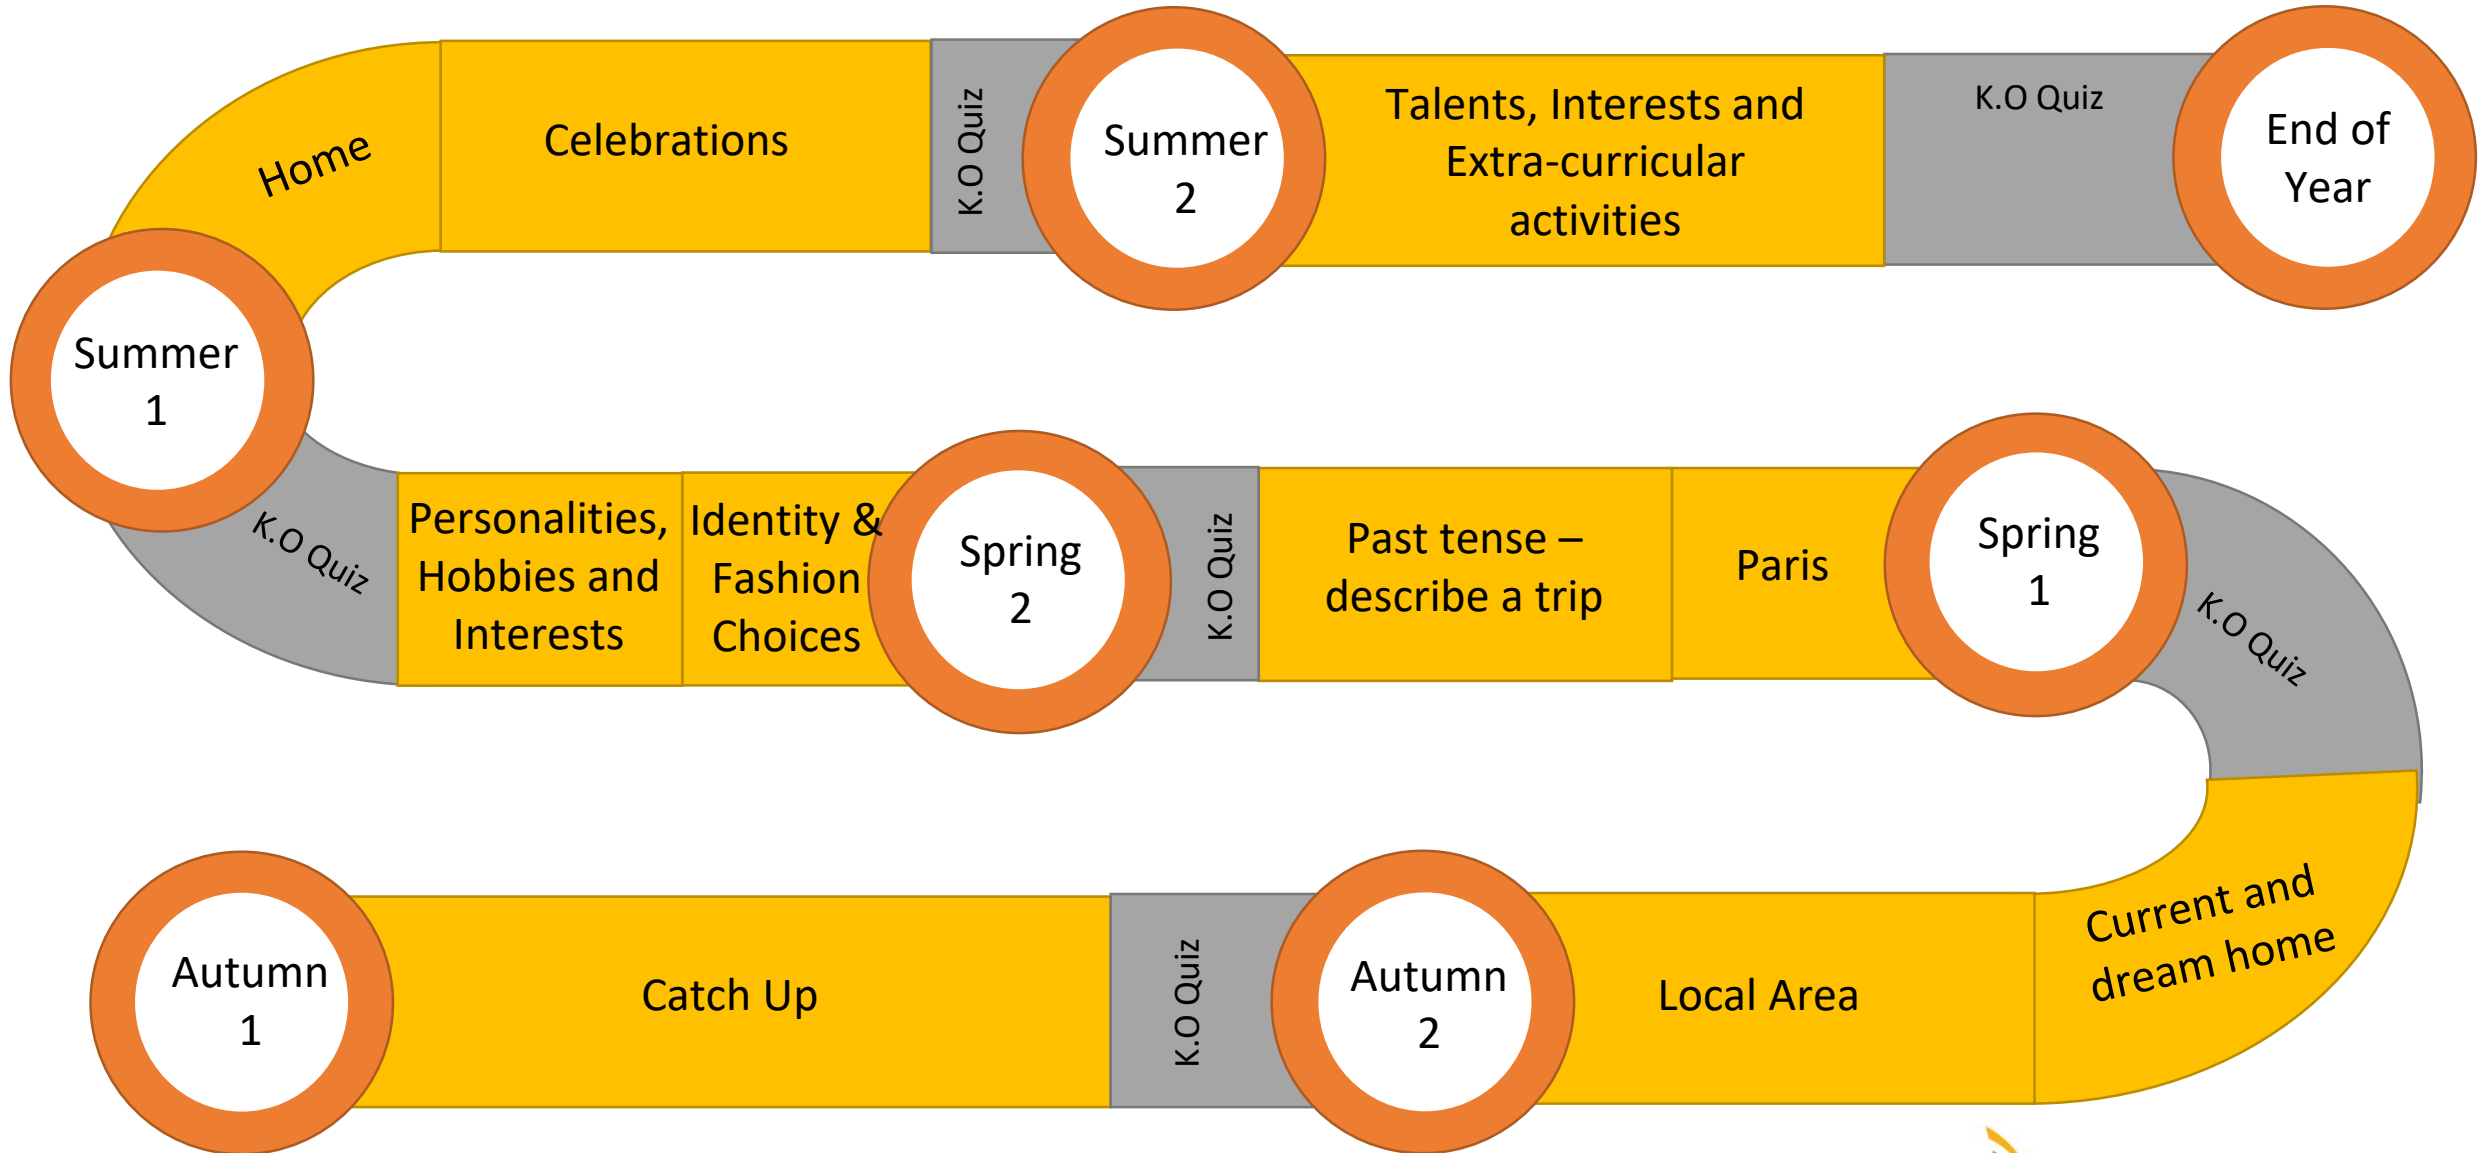 Home
Celebrations
K.O Quiz
Summer
2
Talents, Interests and
Extra-curricular
activities
K.O Quiz
End of
Year
Summer
1
K.O Quiz
Personalities,
Hobbies and
Interests
Identity &
Fashion
Choices
Spring
2
K.O Quiz
Past tense –
describe a trip
Paris
Spring
1
K.O Quiz
Autumn
1
Catch Up
K.O Quiz
Autumn
2
Local Area
Current and
dream home